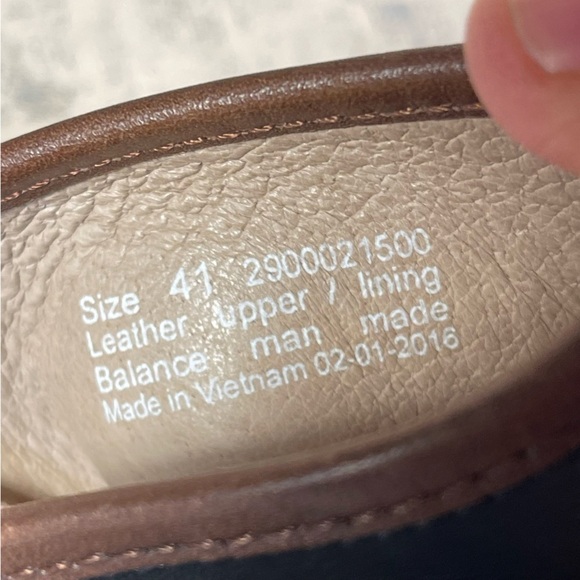 Size 41 2900021500
Leather upper / lining
Balance man made
Made in Vietnam 02-01-2016